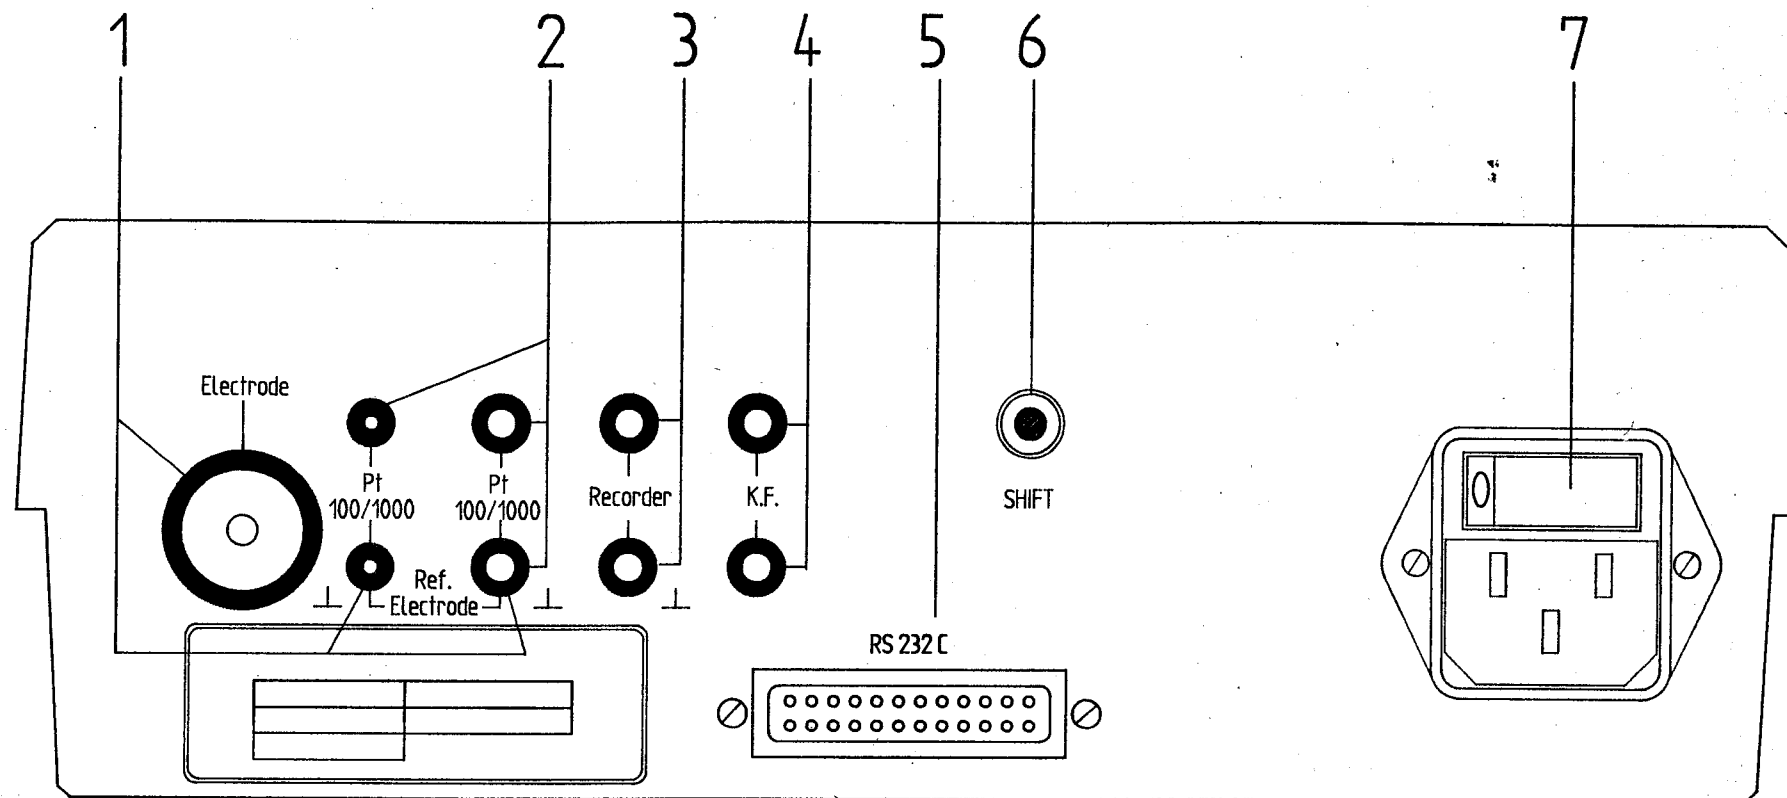 1 2 3 4 5 6 7
Electrode
Pt
100/1000
Pt
100/1000
Recorder
K.F.
SHIFT
Ref.
Electrode
RS 232 C